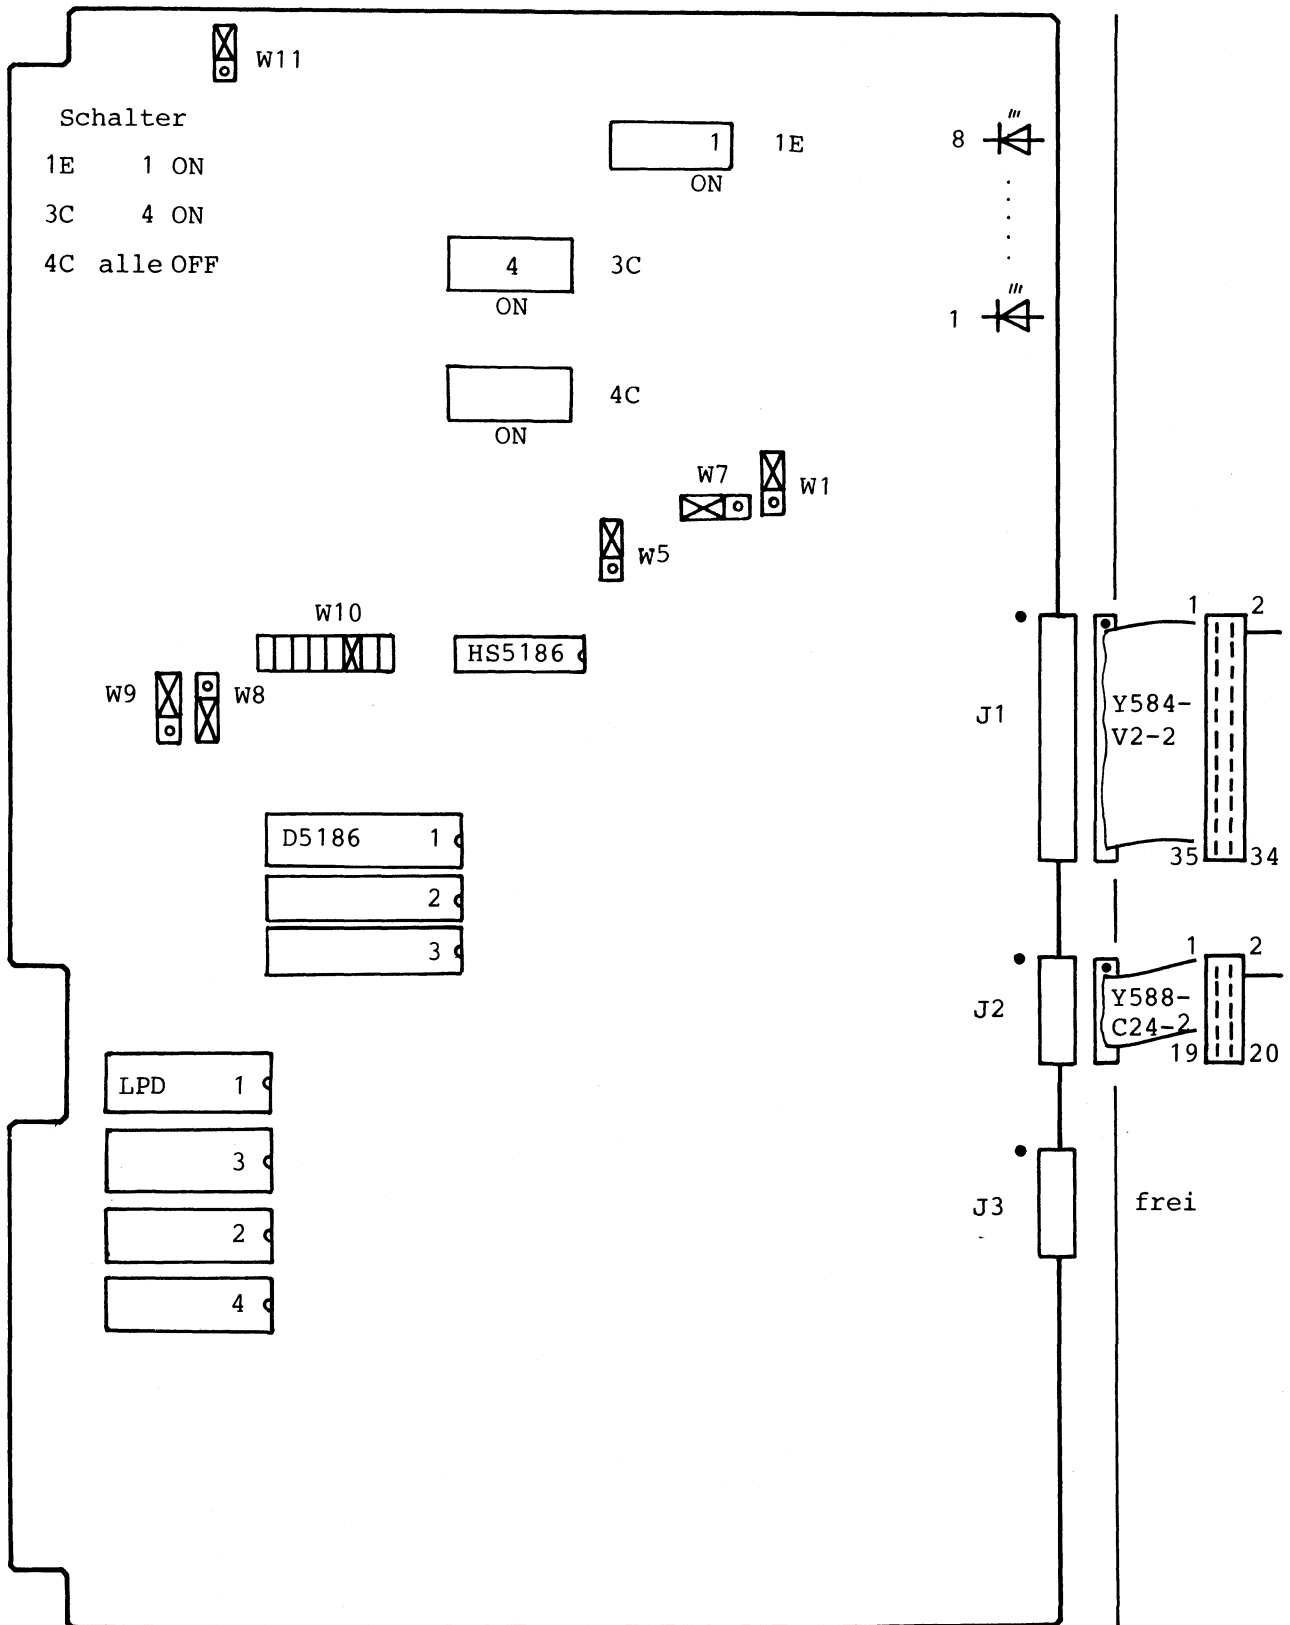 W11
Schalter
1E 1 ON
3C 4 ON
4C alle OFF
1 1E
ON
8
4 3C
ON
1
4C
ON
W7
W1
W5
W10
HS5186
W9
W8
J1
1 2
Y584-
V2-2
35 34
D5186 1
2
3
J2
1 2
Y588-
C24-2
19 20
LPD 1
3
2
4
J3
frei